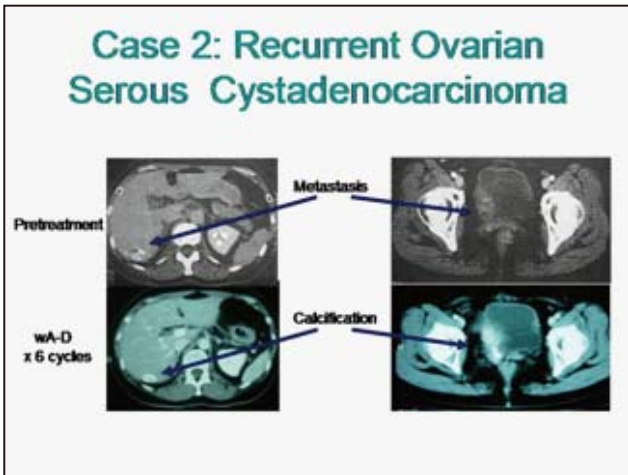 Case 2: Recurrent Ovarian
Serous Cystadenocarcinoma
Metastasis
Pretreatment
Calcification
wA-D
x 6 cycles